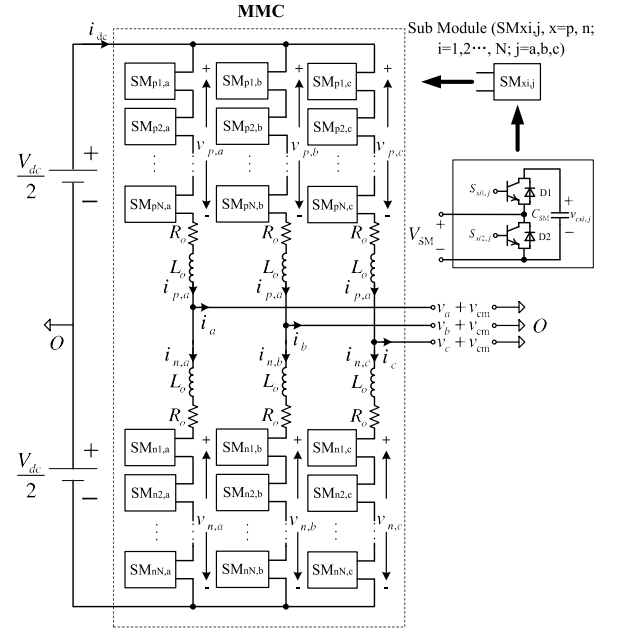 MMC
i_dc
Sub Module (SMxi,j, x=p, n;
i=1,2···, N; j=a,b,c)
SMxi,j
V_dc / 2
+
−
SMp1,a SMp1,b SMp1,c
SMp2,a SMp2,b SMp2,c
SMpN,a SMpN,b SMpN,c
+ + +
v_p,a v_p,b v_p,c
- - -
S_xi1,j D1
S_xi2,j D2
C_SM
+
v_cxi,j
−
+
V_SM
−
R_o R_o R_o
L_o L_o L_o
i_p,a i_p,a i_p,a
i_a i_b i_c
v_a + v_cm
v_b + v_cm
v_c + v_cm
O
O
i_n,a i_n,b i_n,c
L_o L_o L_o
R_o R_o R_o
V_dc / 2
+
−
SMn1,a SMn1,b SMn1,c
SMn2,a SMn2,b SMn2,c
SMnN,a SMnN,b SMnN,c
+ + +
v_n,a v_n,b v_n,c
- - -